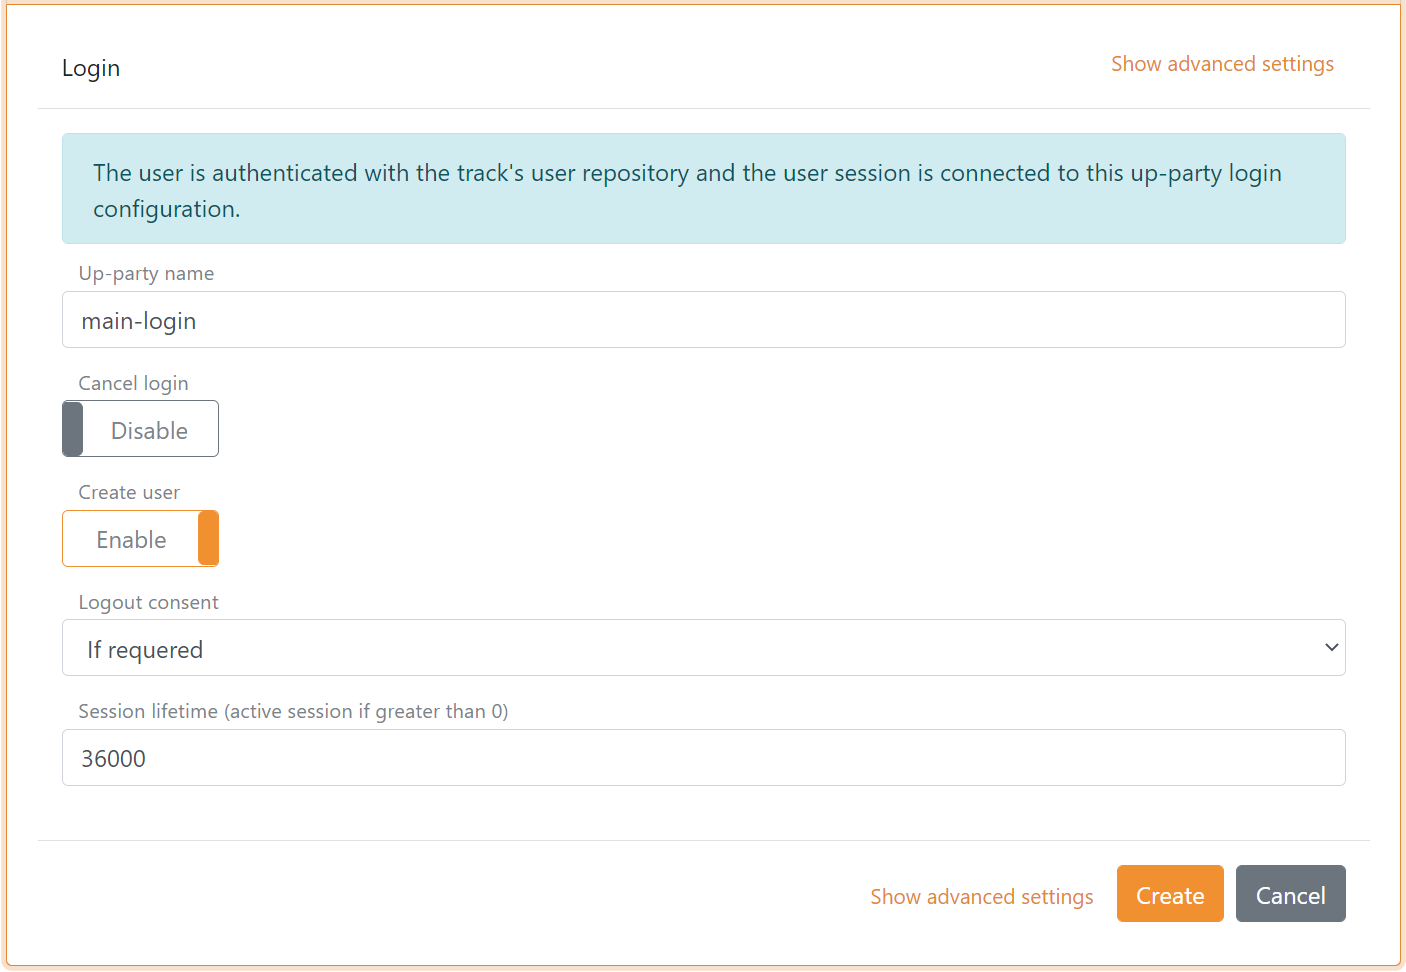 Login
Show advanced settings
The user is authenticated with the track's user repository and the user session is connected to this up-party login
configuration.
Up-party name
main-login
Cancel login
Disable
Create user
Enable
Logout consent
If requered
Session lifetime (active session if greater than 0)
36000
Show advanced settings
Create
Cancel